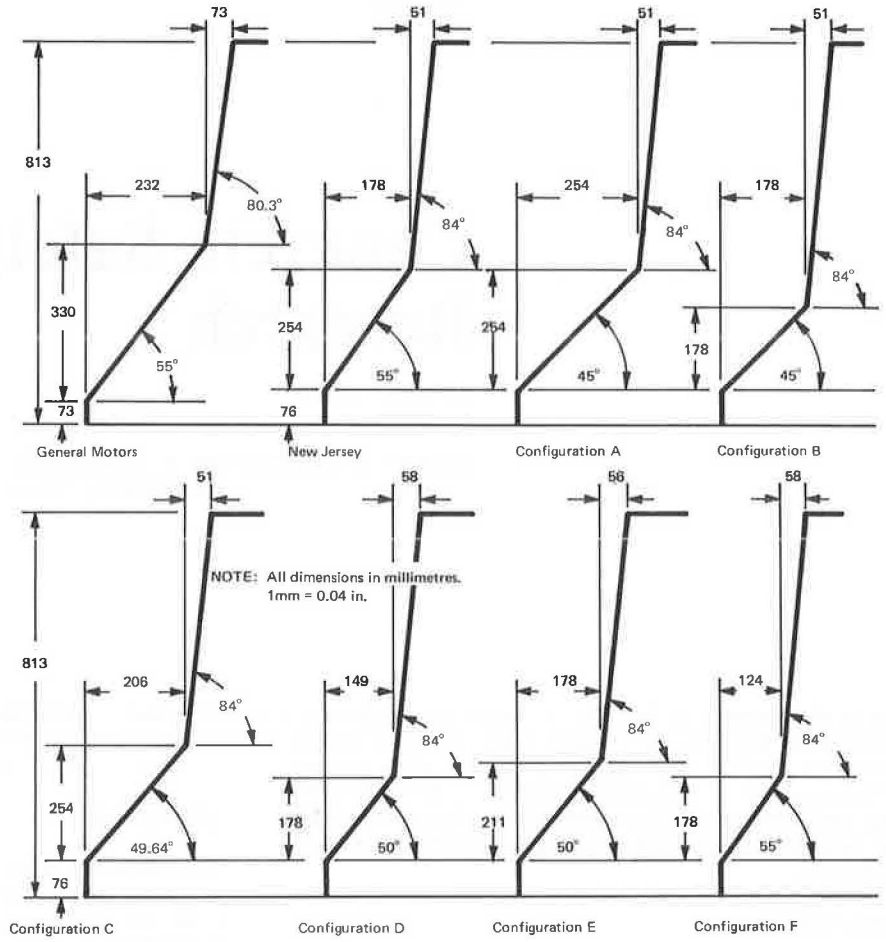 73 51 51 51
813
232 178 254 178
80.3°
84° 84°
84°
330
254 254
178
55° 55° 45° 45°
73 76
General Motors New Jersey Configuration A Configuration B
51 58 56 58
NOTE: All dimensions in millimetres.
1mm = 0.04 in.
813
206 149 178 124
84° 84° 84° 84°
254 178 211 178
49.64° 50° 50° 55°
76
Configuration C Configuration D Configuration E Configuration F